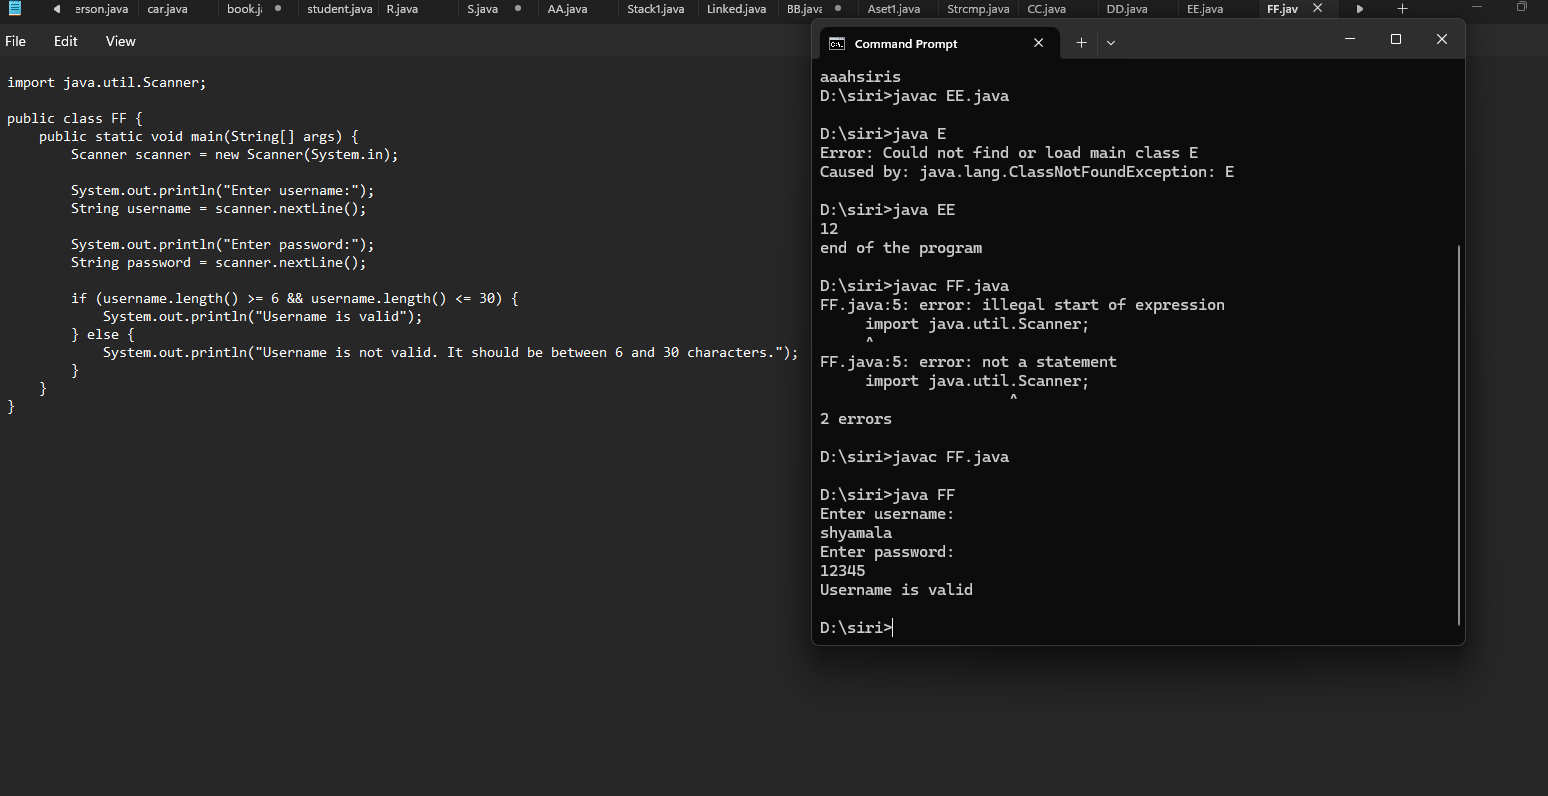 erson.java car.java book.j student.java R.java S.java AA.java Stack1.java Linked.java BB.java Aset1.java Strcmp.java CC.java DD.java EE.java FF.jav
File Edit View
import java.util.Scanner;
public class FF {
public static void main(String[] args) {
Scanner scanner = new Scanner(System.in);
System.out.println("Enter username:");
String username = scanner.nextLine();
System.out.println("Enter password:");
String password = scanner.nextLine();
if (username.length() >= 6 && username.length() <= 30) {
System.out.println("Username is valid");
} else {
System.out.println("Username is not valid. It should be between 6 and 30 characters.");
}
}
}
Command Prompt
aaahsiris
D:\siri>javac EE.java
D:\siri>java E
Error: Could not find or load main class E
Caused by: java.lang.ClassNotFoundException: E
D:\siri>java EE
12
end of the program
D:\siri>javac FF.java
FF.java:5: error: illegal start of expression
import java.util.Scanner;
^
FF.java:5: error: not a statement
import java.util.Scanner;
^
2 errors
D:\siri>javac FF.java
D:\siri>java FF
Enter username:
shyamala
Enter password:
12345
Username is valid
D:\siri>